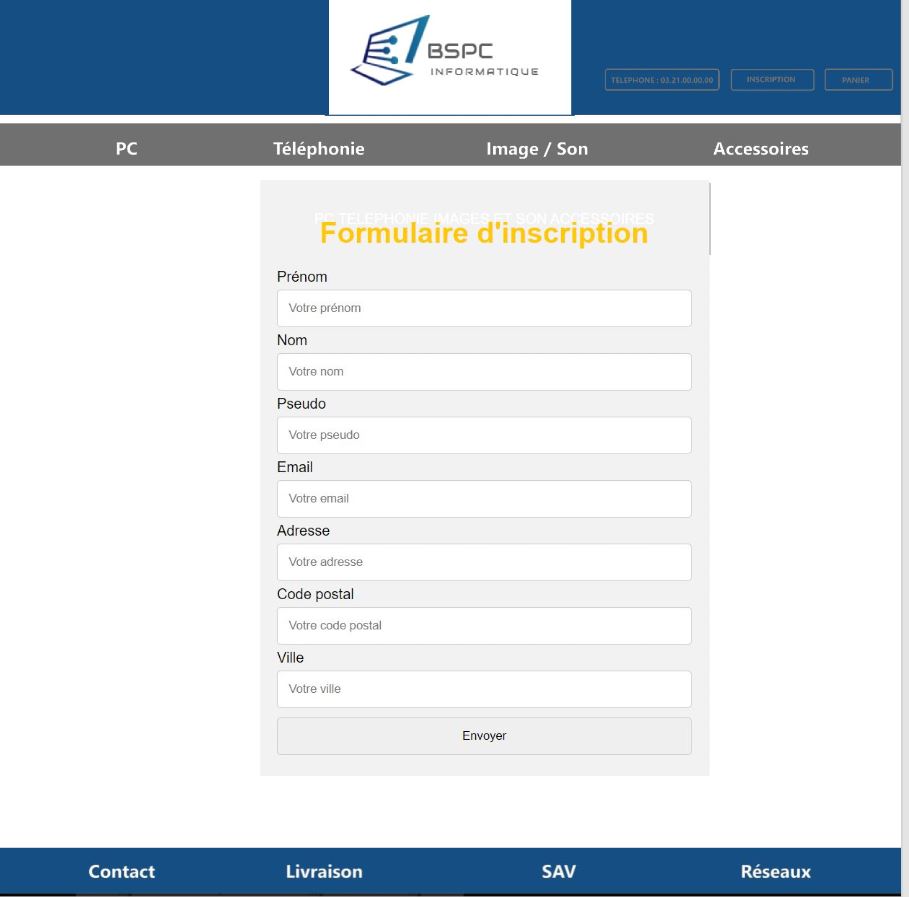 BSPC
INFORMATIQUE
TELEPHONE : 03.21.00.00.00 INSCRIPTION PANIER
PC Téléphonie Image / Son Accessoires
PC TELEPHONIE IMAGES ET SON ACCESSOIRES
Formulaire d'inscription
Prénom
Votre prénom
Nom
Votre nom
Pseudo
Votre pseudo
Email
Votre email
Adresse
Votre adresse
Code postal
Votre code postal
Ville
Votre ville
Envoyer
Contact Livraison SAV Réseaux